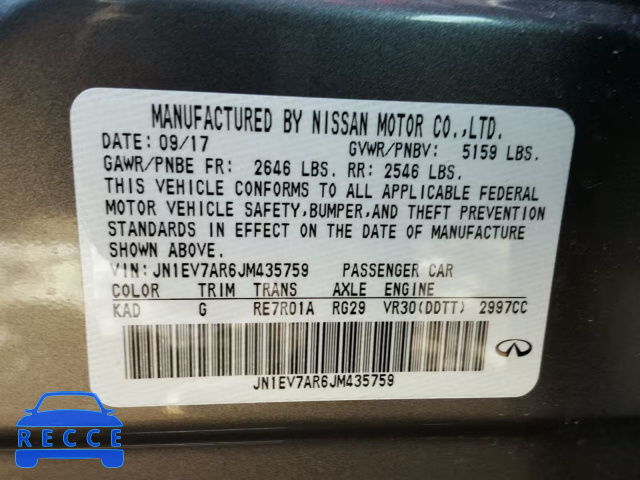 MANUFACTURED BY NISSAN MOTOR CO.,LTD.
DATE: 09/17 GVWR/PNBV: 5159 LBS.
GAWR/PNBE FR: 2646 LBS. RR: 2546 LBS.
THIS VEHICLE CONFORMS TO ALL APPLICABLE FEDERAL
MOTOR VEHICLE SAFETY,BUMPER,AND THEFT PREVENTION
STANDARDS IN EFFECT ON THE DATE OF MANUFACTURE
SHOWN ABOVE.
VIN: JN1EV7AR6JM435759 PASSENGER CAR
COLOR TRIM TRANS AXLE ENGINE
KAD G RE7R01A RG29 VR30(DDTT) 2997CC
JN1EV7AR6JM435759
RECCE